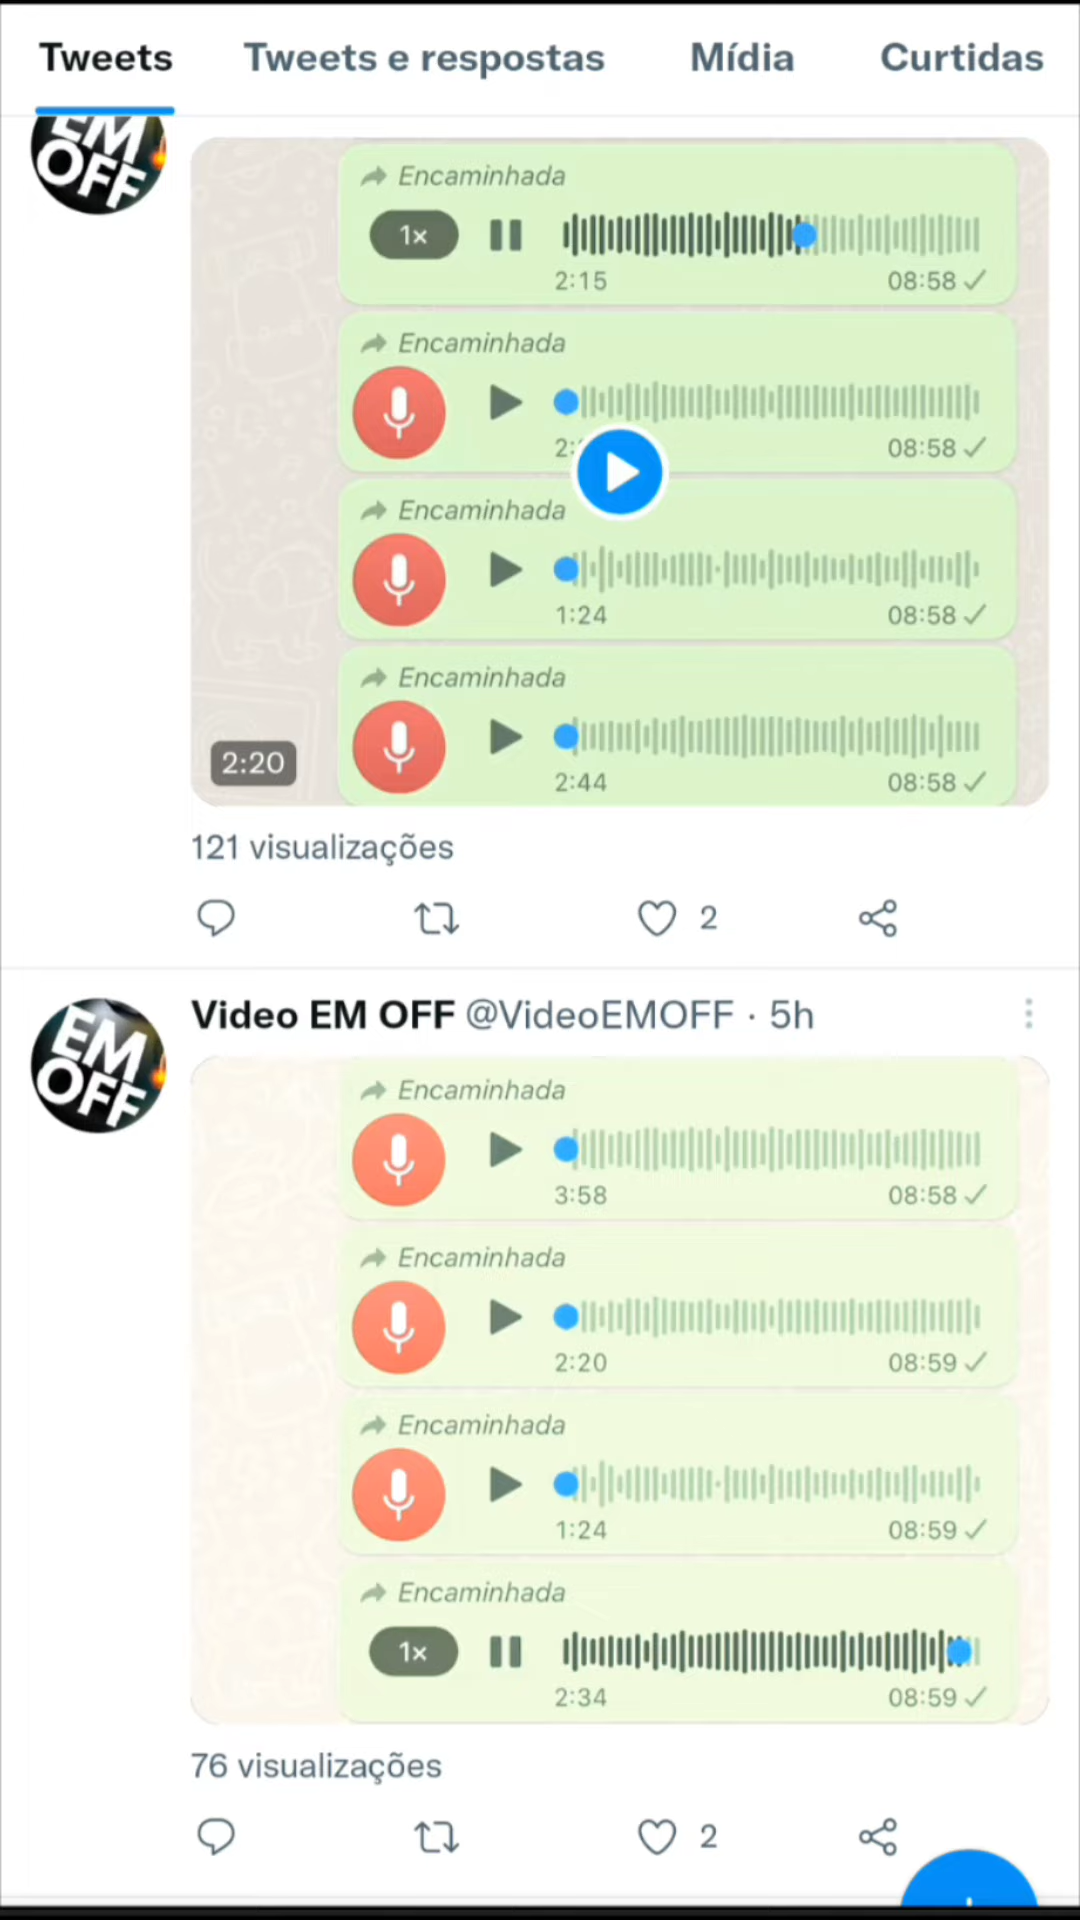 Tweets Tweets e respostas Mídia Curtidas
EM
OFF
Encaminhada
1×
2:15 08:58
Encaminhada
08:58
Encaminhada
1:24 08:58
Encaminhada
2:44 08:58
2:20
121 visualizações
2
EM
OFF
Video EM OFF @VideoEMOFF · 5h
Encaminhada
3:58 08:58
Encaminhada
2:20 08:59
Encaminhada
1:24 08:59
Encaminhada
1×
2:34 08:59
76 visualizações
2